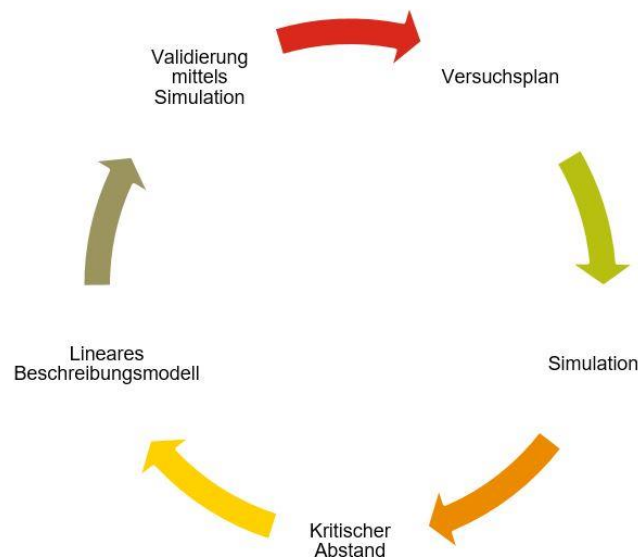 Validierung
mittels
Simulation
Versuchsplan
Simulation
Kritischer
Abstand
Lineares
Beschreibungsmodell